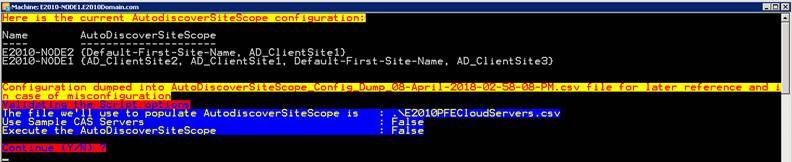 Machine: E2010-NODE1.E2010Domain.com
Here is the current AutodiscoverSiteScope configuration:
Name AutoDiscoverSiteScope
---- ---------------------
E2010-NODE2 {Default-First-Site-Name, AD_ClientSite1}
E2010-NODE1 {AD_ClientSite2, AD_ClientSite1, Default-First-Site-Name, AD_ClientSite3}
Configuration dumped into AutodiscoverSiteScope_Config_Dump_08-April-2018-02-58-08-PM.csv file for later reference and i
n case of misconfiguration
Validating the Script options
The file we'll use to populate AutodiscoverSiteScope is : .\E2010PFECloudServers.csv
Use Sample CAS Servers : False
Execute the AutoDiscoverSiteScope : False
Continue (Y/N) ?